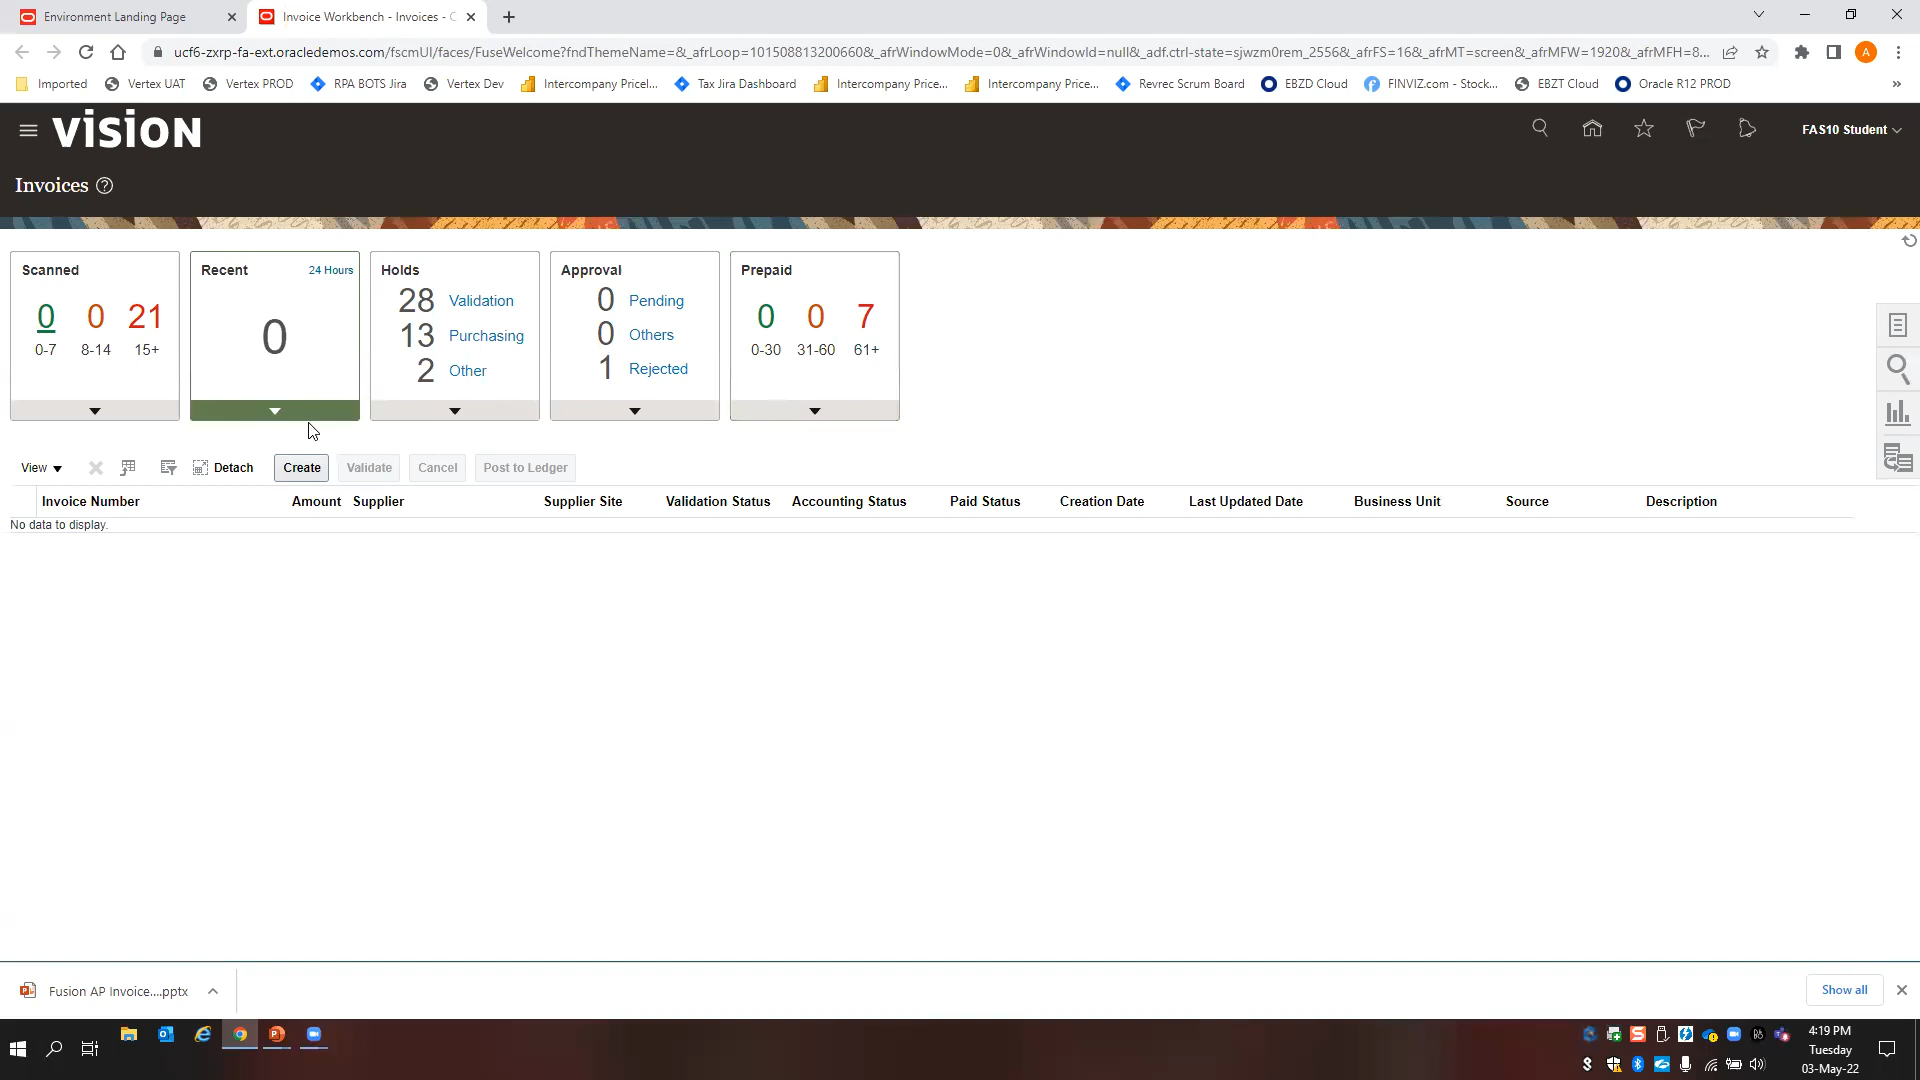 Environment Landing Page
Invoice Workbench - Invoices - C
ucf6-zxrp-fa-ext.oracledemos.com/fscmUI/faces/FuseWelcome?fndThemeName=&_afrLoop=10150881320066​0&_afrWindowMode=0&_afrWindowId=null&_adf.ctrl-state=sjwzm0rem_2556&_afrFS=16&_afrMT=screen&_afrMFW=1920&_afrMFH=8...
A
Imported
Vertex UAT
Vertex PROD
RPA BOTS Jira
Vertex Dev
Intercompany Pricel...
Tax Jira Dashboard
Intercompany Price...
Intercompany Price...
Revrec Scrum Board
EBZD Cloud
FINVIZ.com - Stock...
EBZT Cloud
Oracle R12 PROD
»
VISION
FAS10 Student
Invoices
Scanned
0 0 21
0-7 8-14 15+
Recent 24 Hours
0
Holds
28 Validation
13 Purchasing
2 Other
Approval
0 Pending
0 Others
1 Rejected
Prepaid
0 0 7
0-30 31-60 61+
View Detach Create Validate Cancel Post to Ledger
Invoice Number Amount Supplier Supplier Site Validation Status Accounting Status Paid Status Creation Date Last Updated Date Business Unit Source Description
No data to display.
Fusion AP Invoice....pptx
Show all
4:19 PM
Tuesday
03-May-22